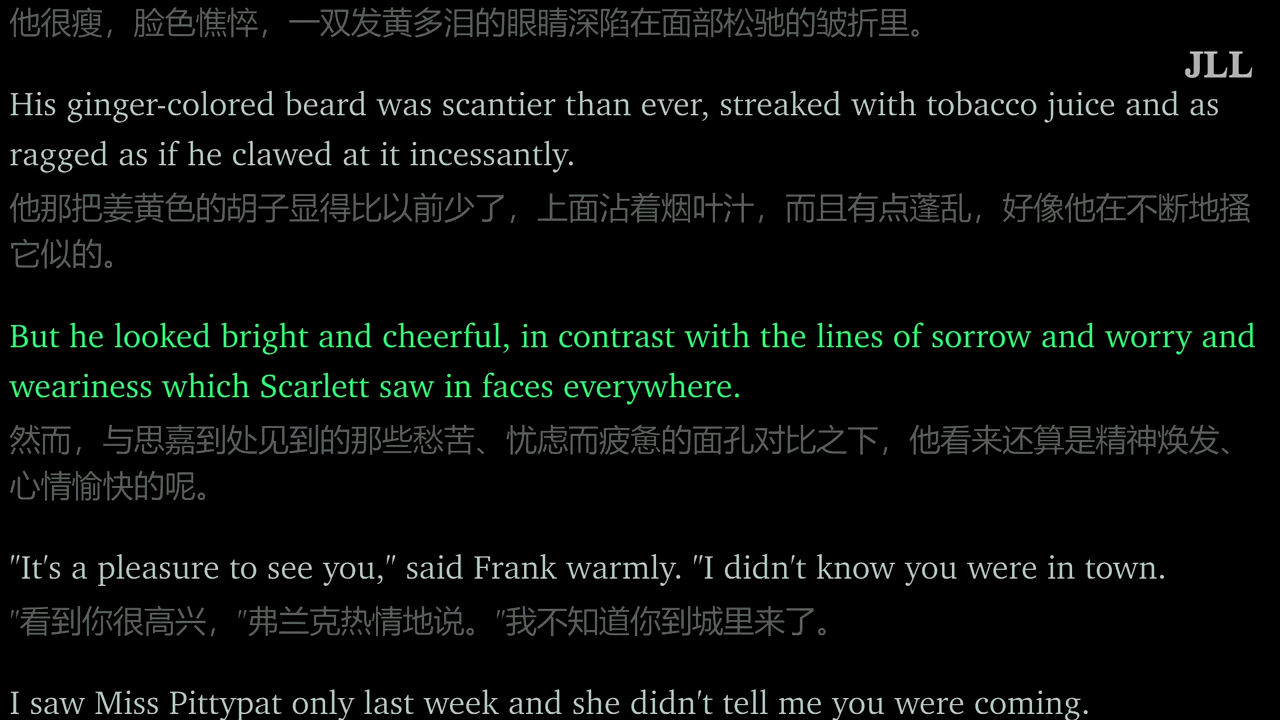 他很瘦，脸色憔悴，一双发黄多泪的眼睛深陷在面部松驰的皱折里。
JLL
His ginger-colored beard was scantier than ever, streaked with tobacco juice and as
ragged as if he clawed at it incessantly.
他那把姜黄色的胡子显得比以前少了，上面沾着烟叶汁，而且有点蓬乱，好像他在不断地搔
它似的。
But he looked bright and cheerful, in contrast with the lines of sorrow and worry and
weariness which Scarlett saw in faces everywhere.
然而，与思嘉到处见到的那些愁苦、忧虑而疲惫的面孔对比之下，他看来还算是精神焕发、
心情愉快的呢。
"It's a pleasure to see you," said Frank warmly. "I didn't know you were in town.
"看到你很高兴，"弗兰克热情地说。"我不知道你到城里来了。
I saw Miss Pittypat only last week and she didn't tell me you were coming.